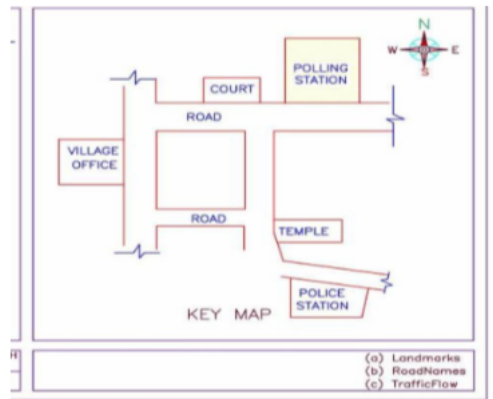 N
W E
S
POLLING
STATION
COURT
ROAD
VILLAGE
OFFICE
ROAD
TEMPLE
POLICE
STATION
KEY MAP
(a) Landmarks
(b) RoadNames
(c) TrafficFlow